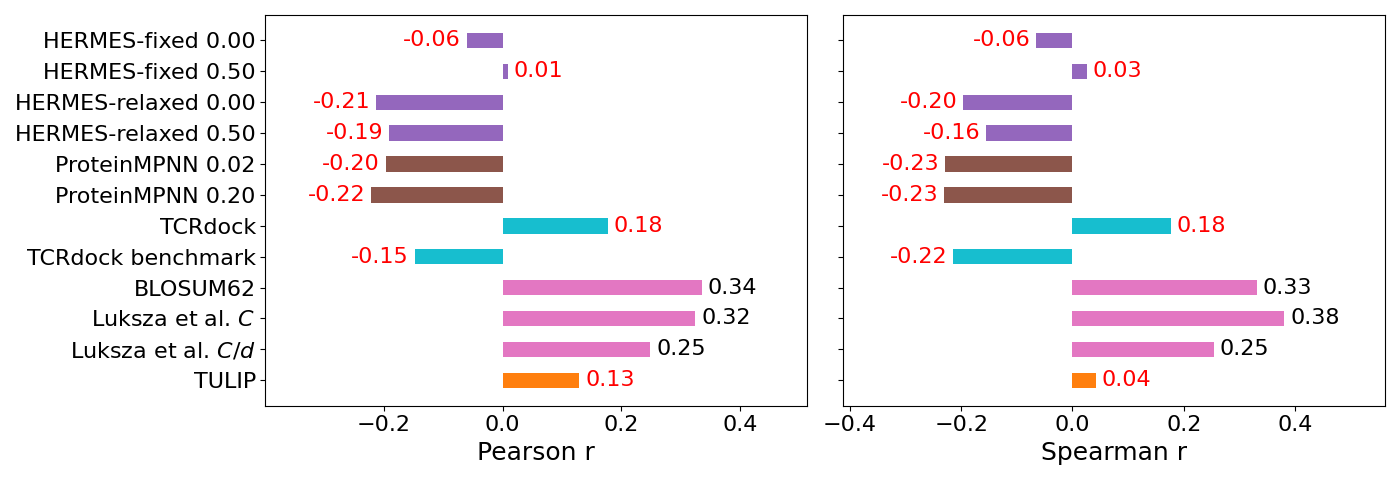 HERMES-fixed 0.00 -0.06 -0.06
HERMES-fixed 0.50 0.01 0.03
HERMES-relaxed 0.00 -0.21 -0.20
HERMES-relaxed 0.50 -0.19 -0.16
ProteinMPNN 0.02 -0.20 -0.23
ProteinMPNN 0.20 -0.22 -0.23
TCRdock 0.18 0.18
TCRdock benchmark -0.15 -0.22
BLOSUM62 0.34 0.33
Luksza et al. C 0.32 0.38
Luksza et al. C/d 0.25 0.25
TULIP 0.13 0.04
−0.2 0.0 0.2 0.4 −0.4 −0.2 0.0 0.2 0.4
Pearson r Spearman r